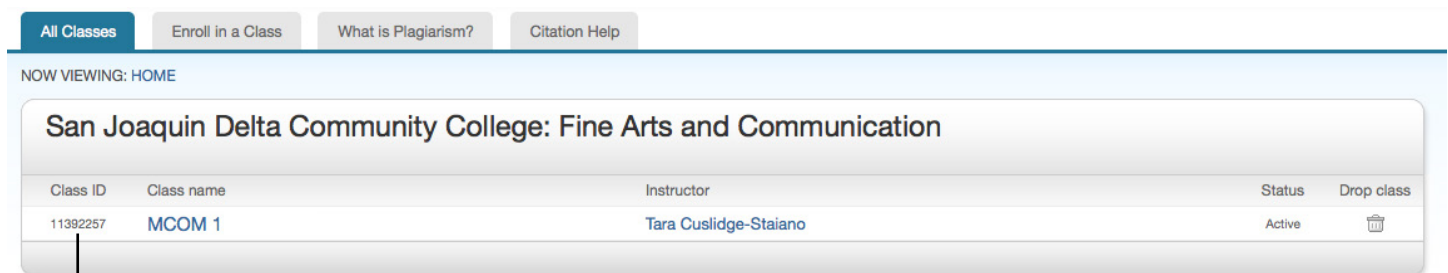 All Classes Enroll in a Class What is Plagiarism? Citation Help
NOW VIEWING: HOME
San Joaquin Delta Community College: Fine Arts and Communication
Class ID Class name Instructor Status Drop class
11392257 MCOM 1 Tara Cuslidge-Staiano Active